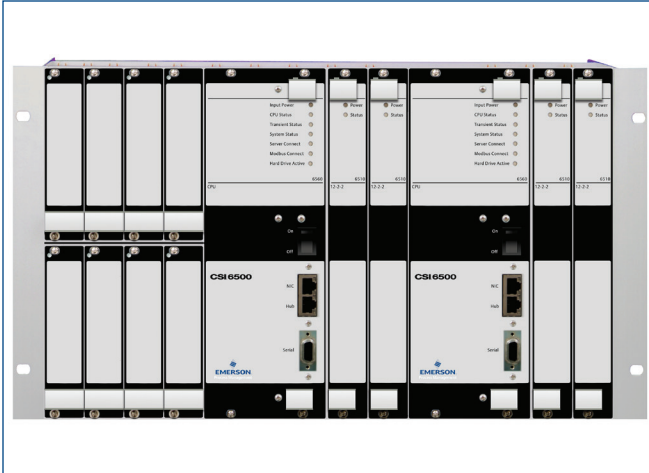 Input Power
CPU Status
Transient Status
System Status
Server Connect
Modbus Connect
Hard Drive Active
6560
CPU
Power
Status
6510
12-2-2
Power
Status
6510
12-2-2
On
Off
CSI 6500
NIC
Hub
Serial
EMERSON
Input Power
CPU Status
Transient Status
System Status
Server Connect
Modbus Connect
Hard Drive Active
6560
CPU
Power
Status
6510
12-2-2
Power
Status
6510
12-2-2
On
Off
CSI 6500
NIC
Hub
Serial
EMERSON